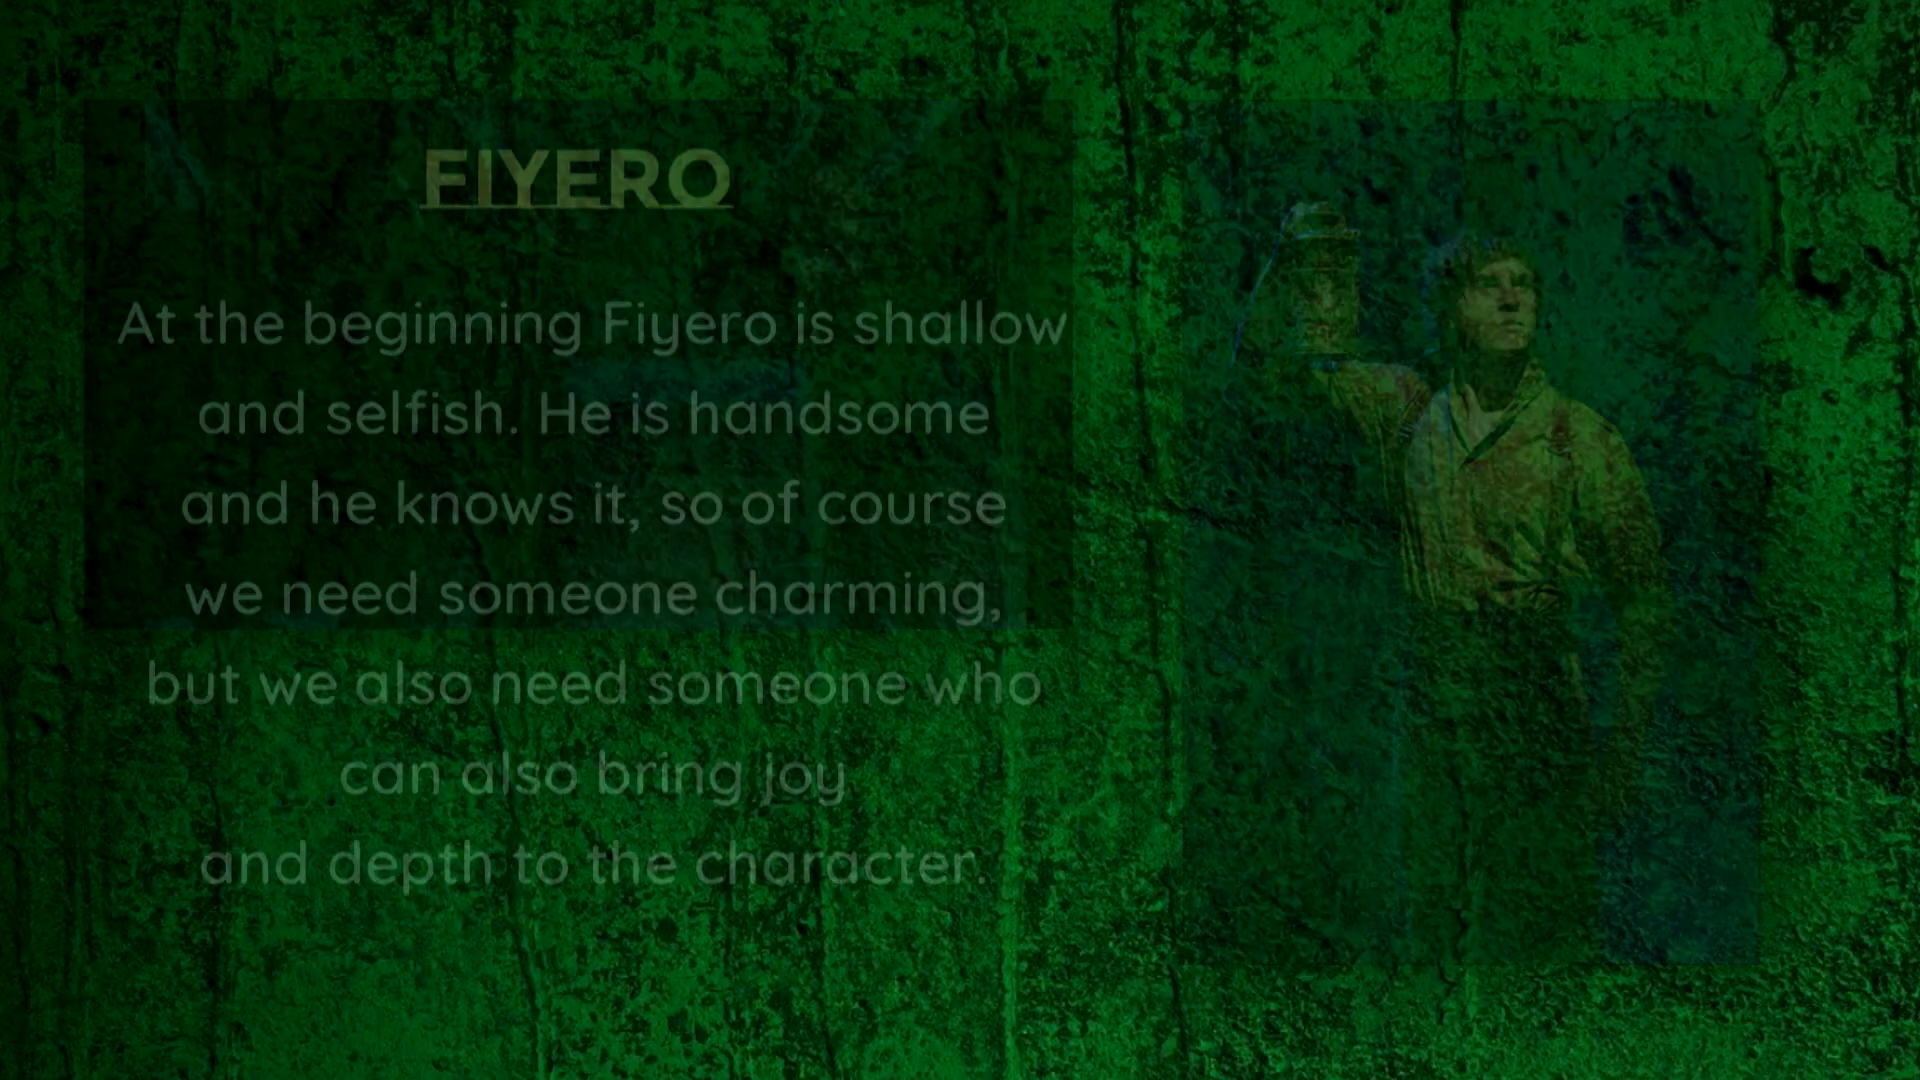 FIYERO
At the beginning Fiyero is shallow
and selfish. He is handsome
and he knows it, so of course
we need someone charming,
but we also need someone who
can also bring joy
and depth to the character.